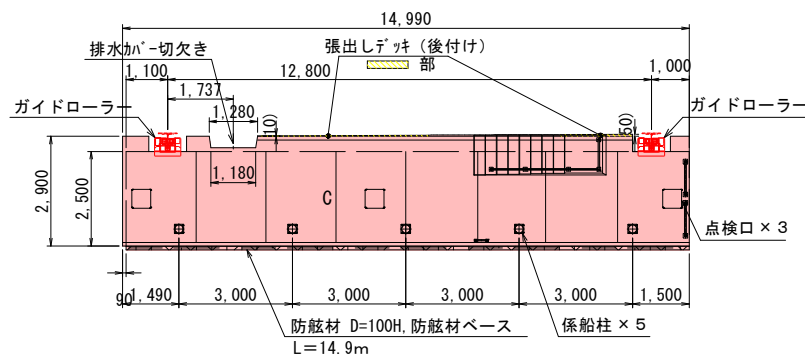 14,990
排水ｶﾊﾞｰ切欠き
張出しﾃﾞｯｷ(後付け)
部
1,100
12,800
1,000
1,737
ガイドローラー
ガイドローラー
1,280
10)
50)
2,900
2,500
1,180
C
点検口×3
90
1,490
3,000
3,000
3,000
3,000
1,500
防舷材 D=100H,防舷材ベース
L=14.9m
係船柱×5